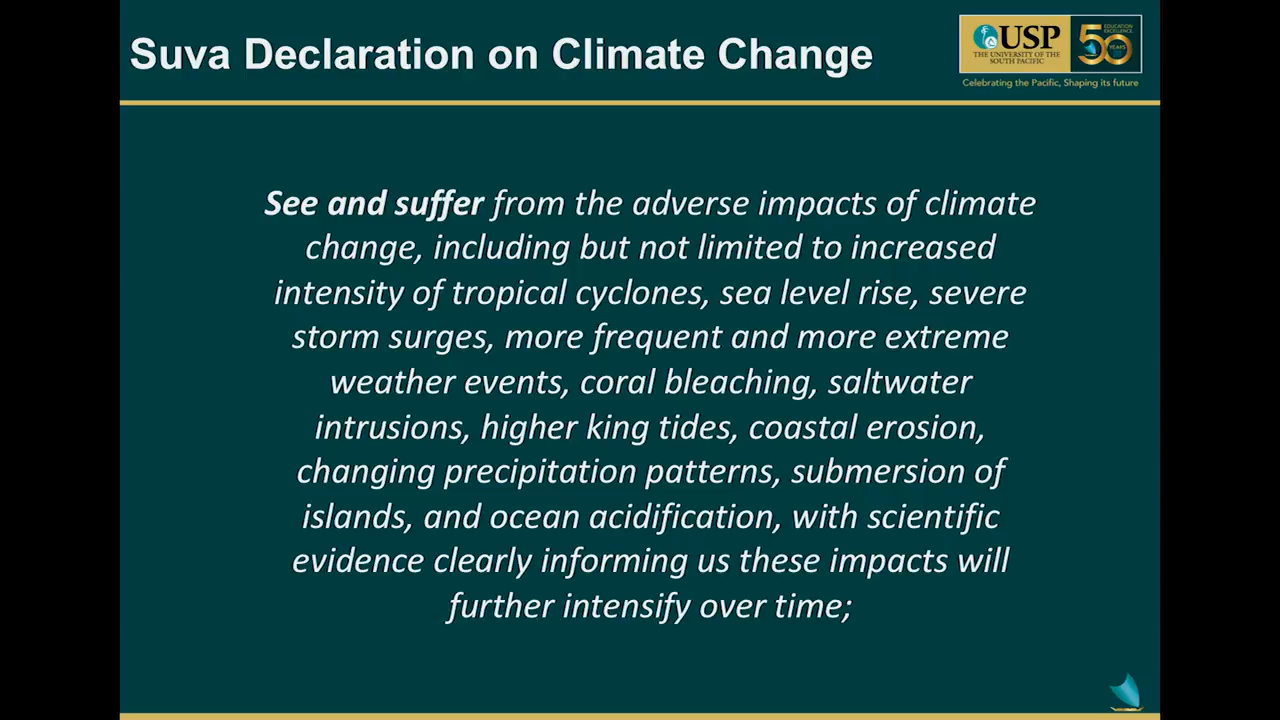 Suva Declaration on Climate Change
USP
THE UNIVERSITY OF THE
SOUTH PACIFIC
EDUCATION
EXCELLENCE
50
YEARS
Celebrating the Pacific, Shaping its future
See and suffer from the adverse impacts of climate
change, including but not limited to increased
intensity of tropical cyclones, sea level rise, severe
storm surges, more frequent and more extreme
weather events, coral bleaching, saltwater
intrusions, higher king tides, coastal erosion,
changing precipitation patterns, submersion of
islands, and ocean acidification, with scientific
evidence clearly informing us these impacts will
further intensify over time;